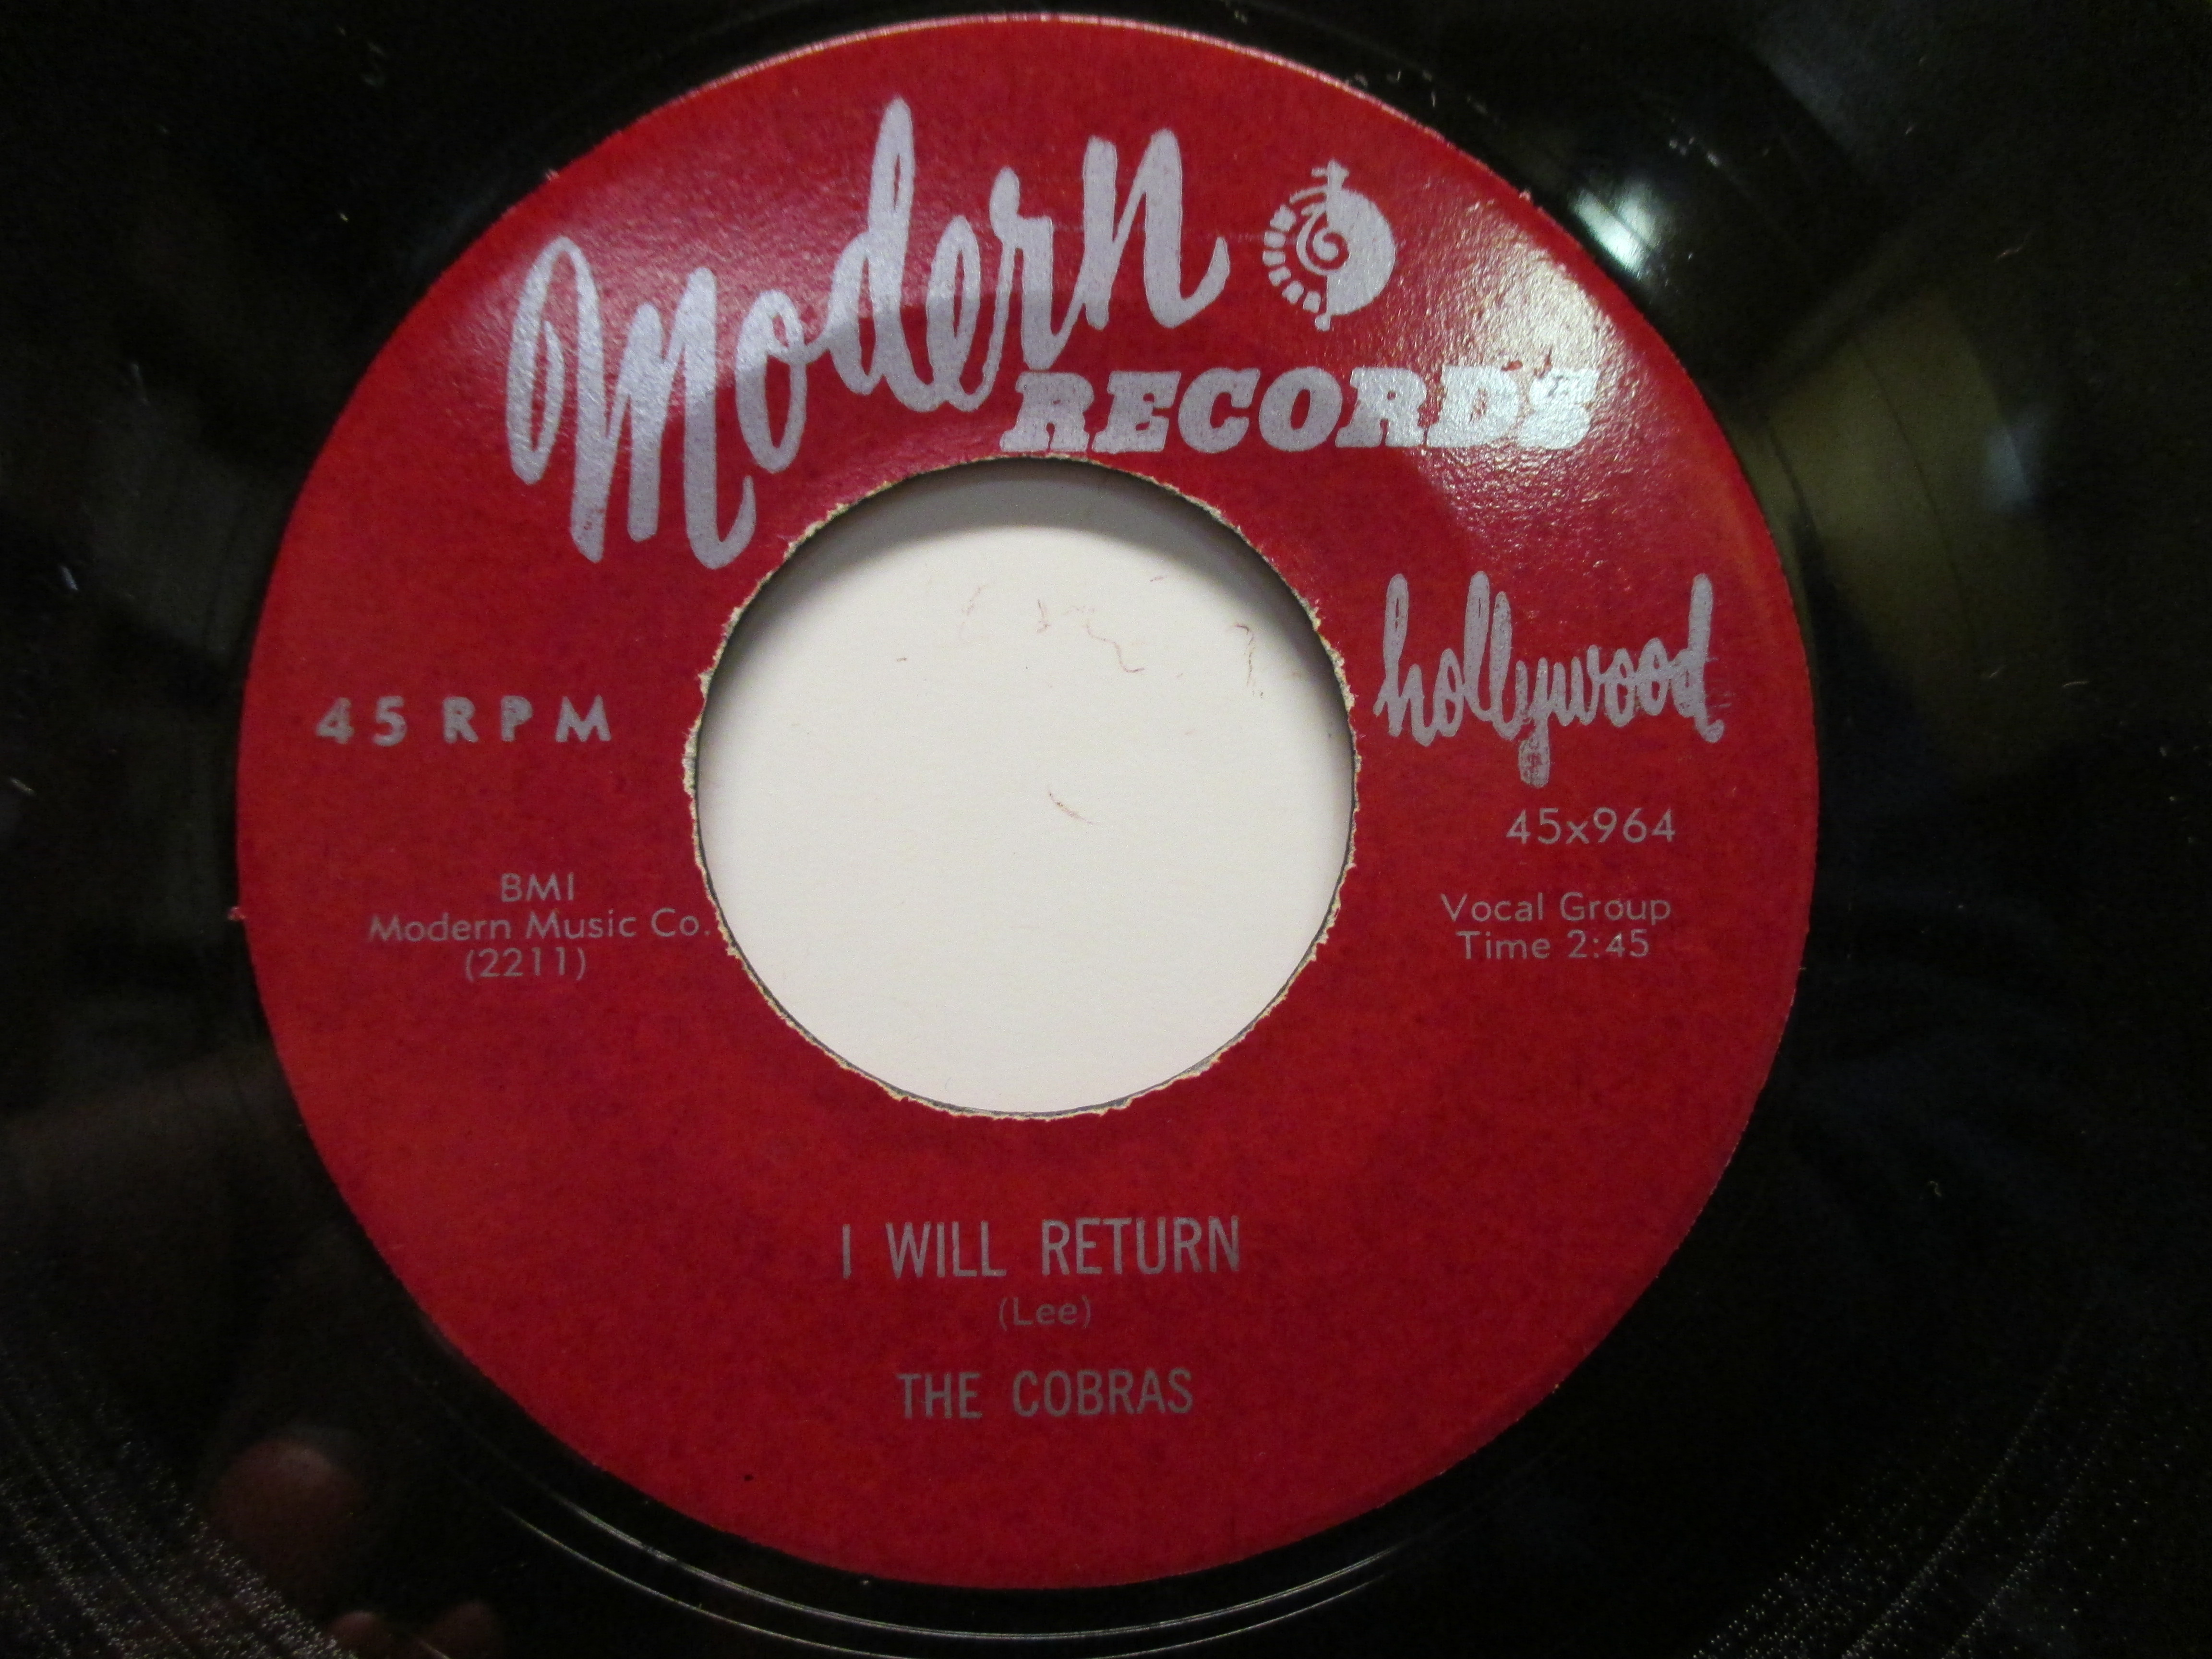 Modern
RECORDS
hollywood
45 RPM
45x964
BMI
Modern Music Co.
(2211)
Vocal Group
Time 2:45
I WILL RETURN
(Lee)
THE COBRAS